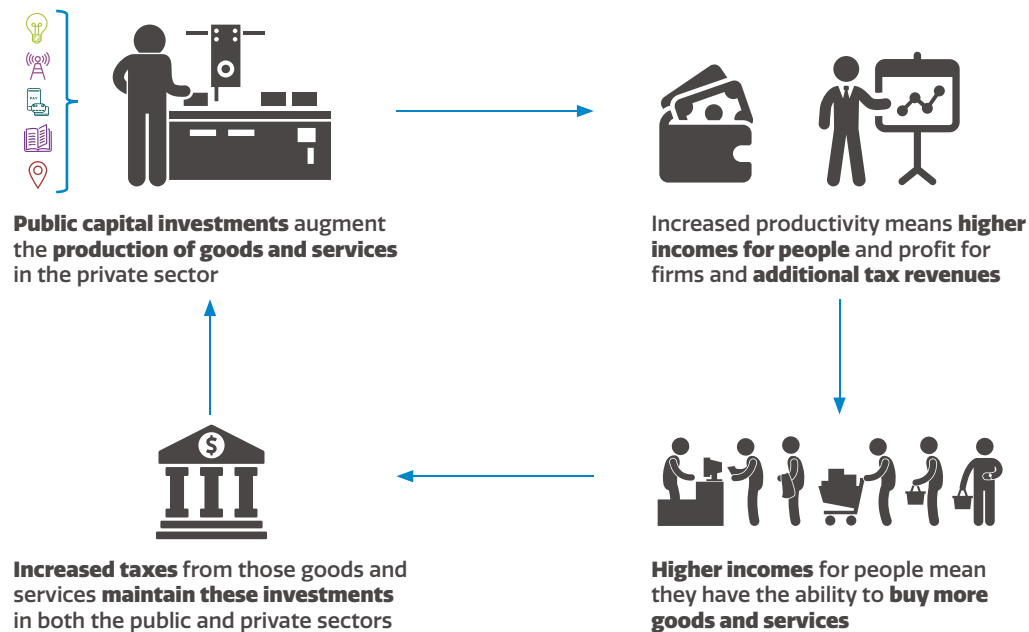 PAY
Public capital investments augment
the production of goods and services
in the private sector
Increased productivity means higher
incomes for people and profit for
firms and additional tax revenues
$
Increased taxes from those goods and
services maintain these investments
in both the public and private sectors
Higher incomes for people mean
they have the ability to buy more
goods and services